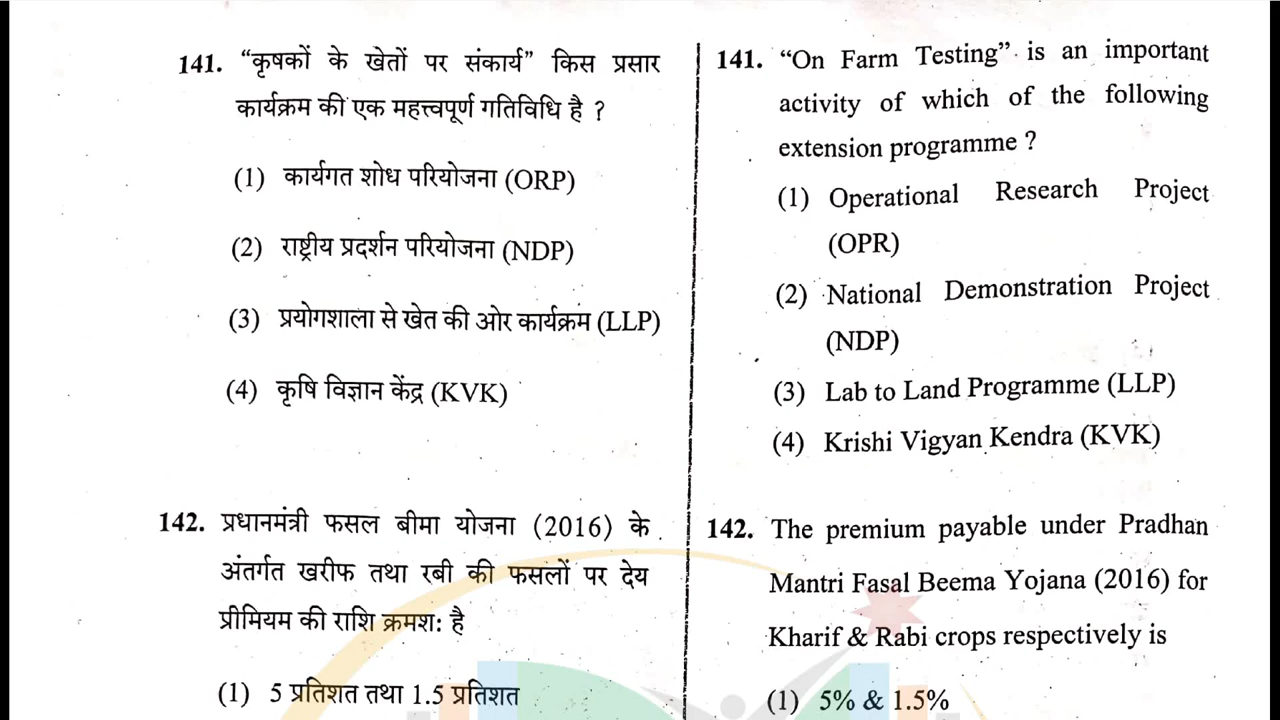 141. “कृषकों के खेतों पर संकार्य” किस प्रसार
कार्यक्रम की एक महत्त्वपूर्ण गतिविधि है ?
(1) कार्यगत शोध परियोजना (ORP)
(2) राष्ट्रीय प्रदर्शन परियोजना (NDP)
(3) प्रयोगशाला से खेत की ओर कार्यक्रम (LLP)
(4) कृषि विज्ञान केंद्र (KVK)
142. प्रधानमंत्री फसल बीमा योजना (2016) के
अंतर्गत खरीफ तथा रबी की फसलों पर देय
प्रीमियम की राशि क्रमश: है
(1) 5 प्रतिशत तथा 1.5 प्रतिशत
141. “On Farm Testing” is an important
activity of which of the following
extension programme ?
(1) Operational Research Project
(OPR)
(2) National Demonstration Project
(NDP)
(3) Lab to Land Programme (LLP)
(4) Krishi Vigyan Kendra (KVK)
142. The premium payable under Pradhan
Mantri Fasal Beema Yojana (2016) for
Kharif & Rabi crops respectively is
(1) 5% & 1.5%